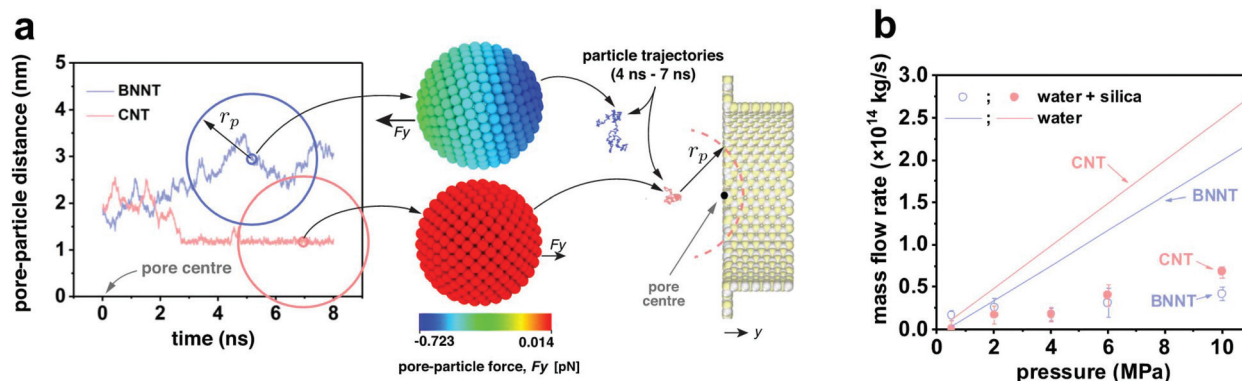 a
pore-particle distance (nm)
5
4
3
2
1
0
BNNT
CNT
r_p
pore centre
0 2 4 6 8
time (ns)
Fy
Fy
-0.723 0.014
pore-particle force, Fy [pN]
particle trajectories
(4 ns - 7 ns)
r_p
pore
centre
y
b
mass flow rate (×10^14 kg/s)
3.0
2.5
2.0
1.5
1.0
0.5
0.0
; water + silica
; water
CNT
BNNT
CNT
BNNT
0 2 4 6 8 10
pressure (MPa)